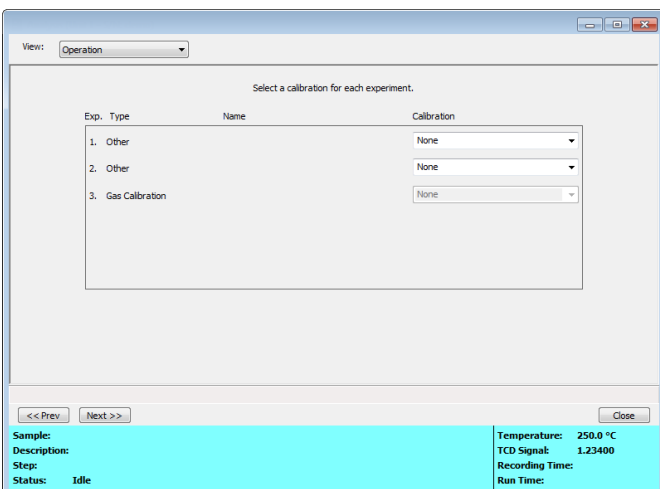 View: Operation
Select a calibration for each experiment.
Exp. Type Name Calibration
1. Other None
2. Other None
3. Gas Calibration None
<< Prev Next >> Close
Sample: Temperature: 250.0 °C
Description: TCD Signal: 1.23400
Step: Recording Time:
Status: Idle Run Time: